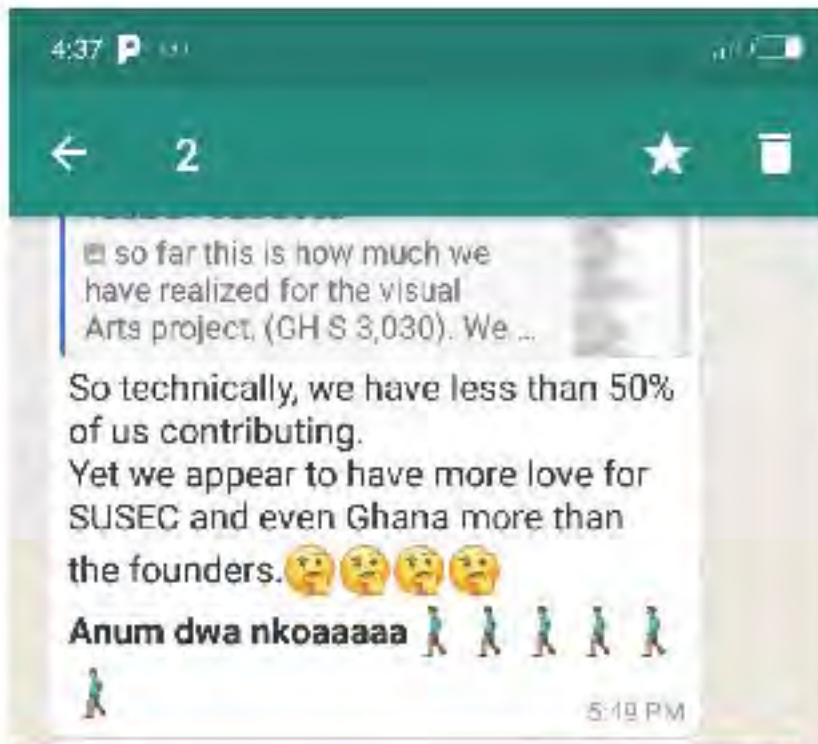 4:37
2
so far this is how much we
have realized for the visual
Arts project. (GH S 3,030). We ...
So technically, we have less than 50%
of us contributing.
Yet we appear to have more love for
SUSEC and even Ghana more than
the founders.🤔🤔🤔🤔
Anum dwa nkoaaaaa🚶🚶🚶🚶🚶
🚶
5:49 PM